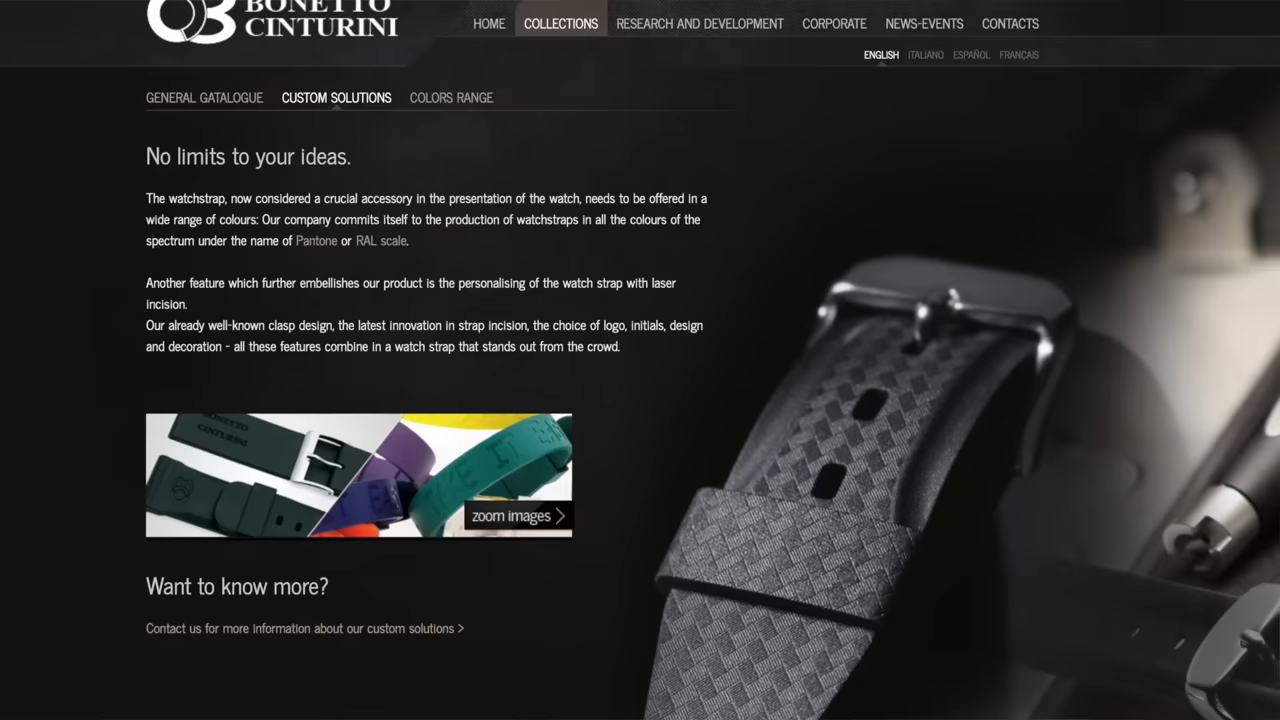 BONETTO
CINTURINI
HOME COLLECTIONS RESEARCH AND DEVELOPMENT CORPORATE NEWS-EVENTS CONTACTS
ENGLISH ITALIANO ESPAÑOL FRANÇAIS
GENERAL GATALOGUE CUSTOM SOLUTIONS COLORS RANGE
No limits to your ideas.
The watchstrap, now considered a crucial accessory in the presentation of the watch, needs to be offered in a
wide range of colours: Our company commits itself to the production of watchstraps in all the colours of the
spectrum under the name of Pantone or RAL scale.
Another feature which further embellishes our product is the personalising of the watch strap with laser
incision.
Our already well-known clasp design, the latest innovation in strap incision, the choice of logo, initials, design
and decoration - all these features combine in a watch strap that stands out from the crowd.
BONETTO
CINTURINI
IT
zoom images >
Want to know more?
Contact us for more information about our custom solutions >